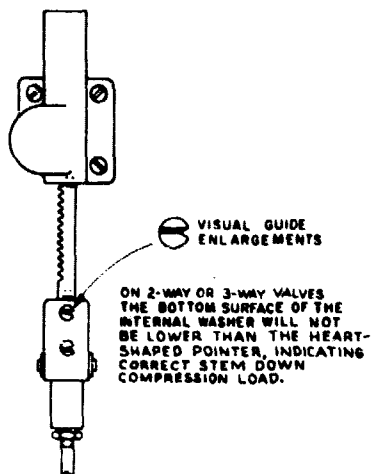 VISUAL GUIDE
ENLARGEMENTS
ON 2-WAY OR 3-WAY VALVES
THE BOTTOM SURFACE OF THE
INTERNAL WASHER WILL NOT
BE LOWER THAN THE HEART-
SHAPED POINTER, INDICATING
CORRECT STEM DOWN
COMPRESSION LOAD.